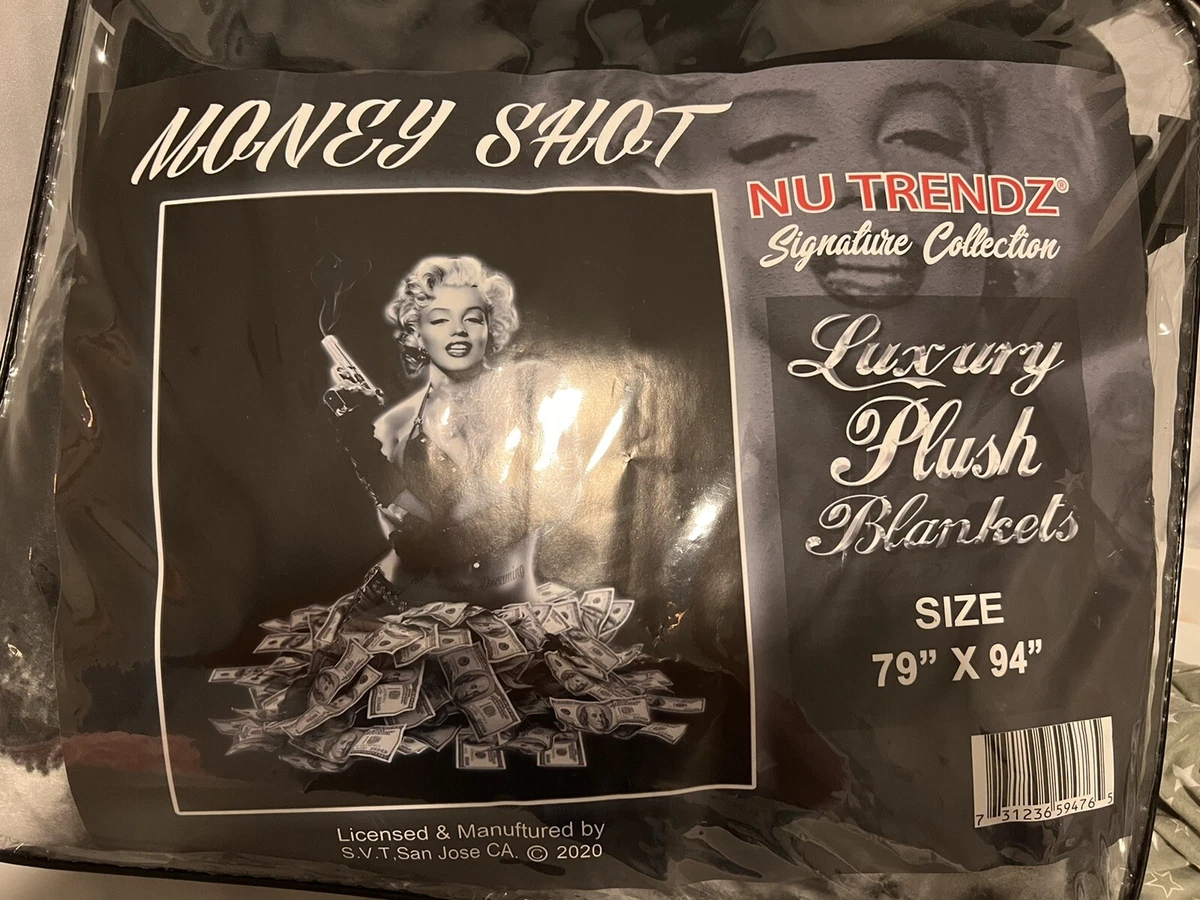 MONEY SHOT
NU TRENDZ®
Signature Collection
Luxury
Plush
Blankets
SIZE
79” X 94”
Dreaming
7 31236 59476 5
Licensed & Manuftured by
S.V.T,San Jose CA. © 2020